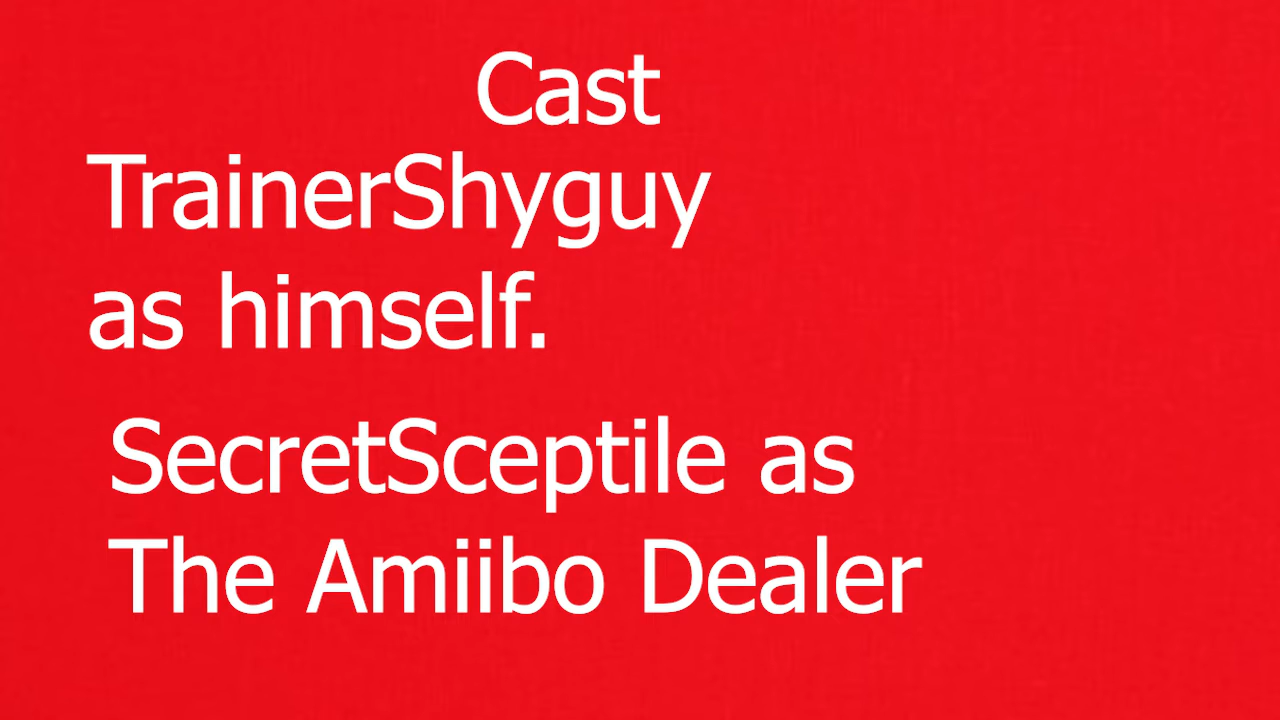 Cast
TrainerShyguy
as himself.
SecretSceptile as
The Amiibo Dealer